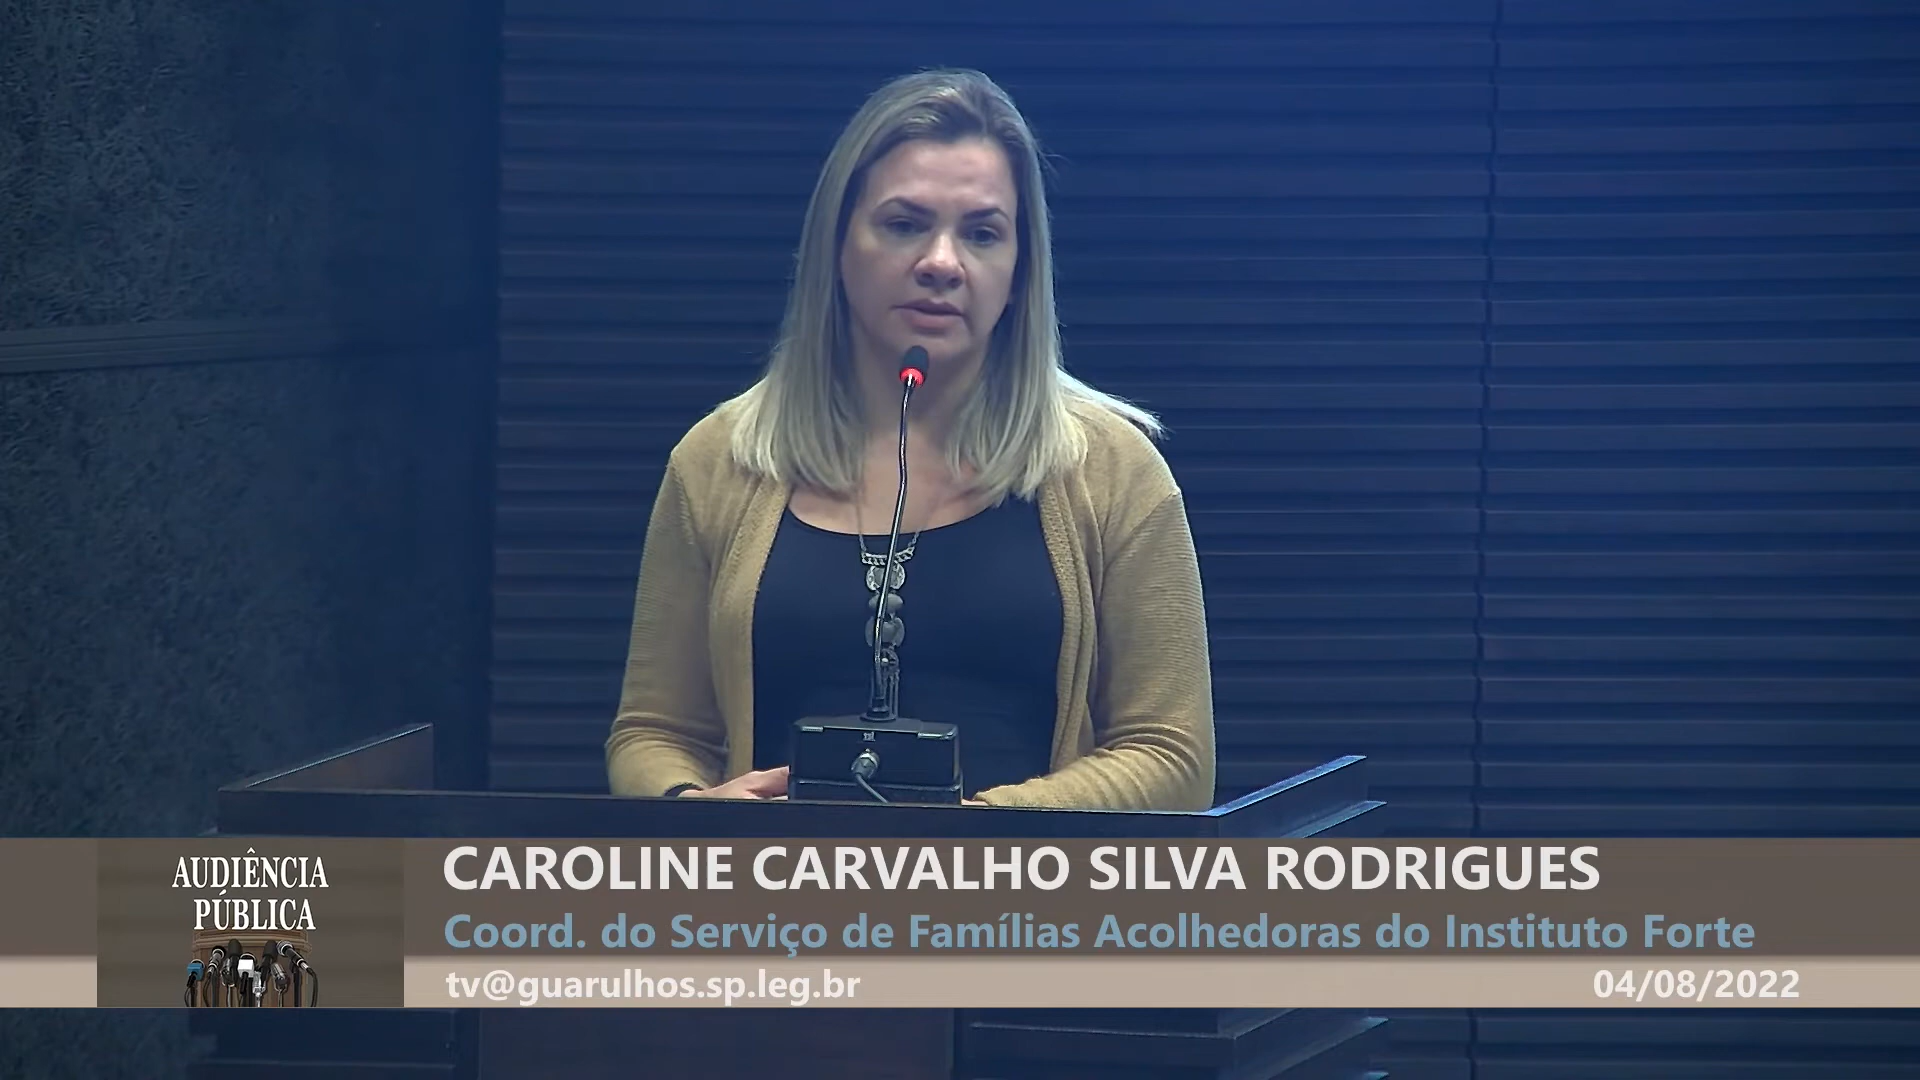 AUDIÊNCIA
PÚBLICA
CAROLINE CARVALHO SILVA RODRIGUES
Coord. do Serviço de Famílias Acolhedoras do Instituto Forte
tv@guarulhos.sp.leg.br
04/08/2022